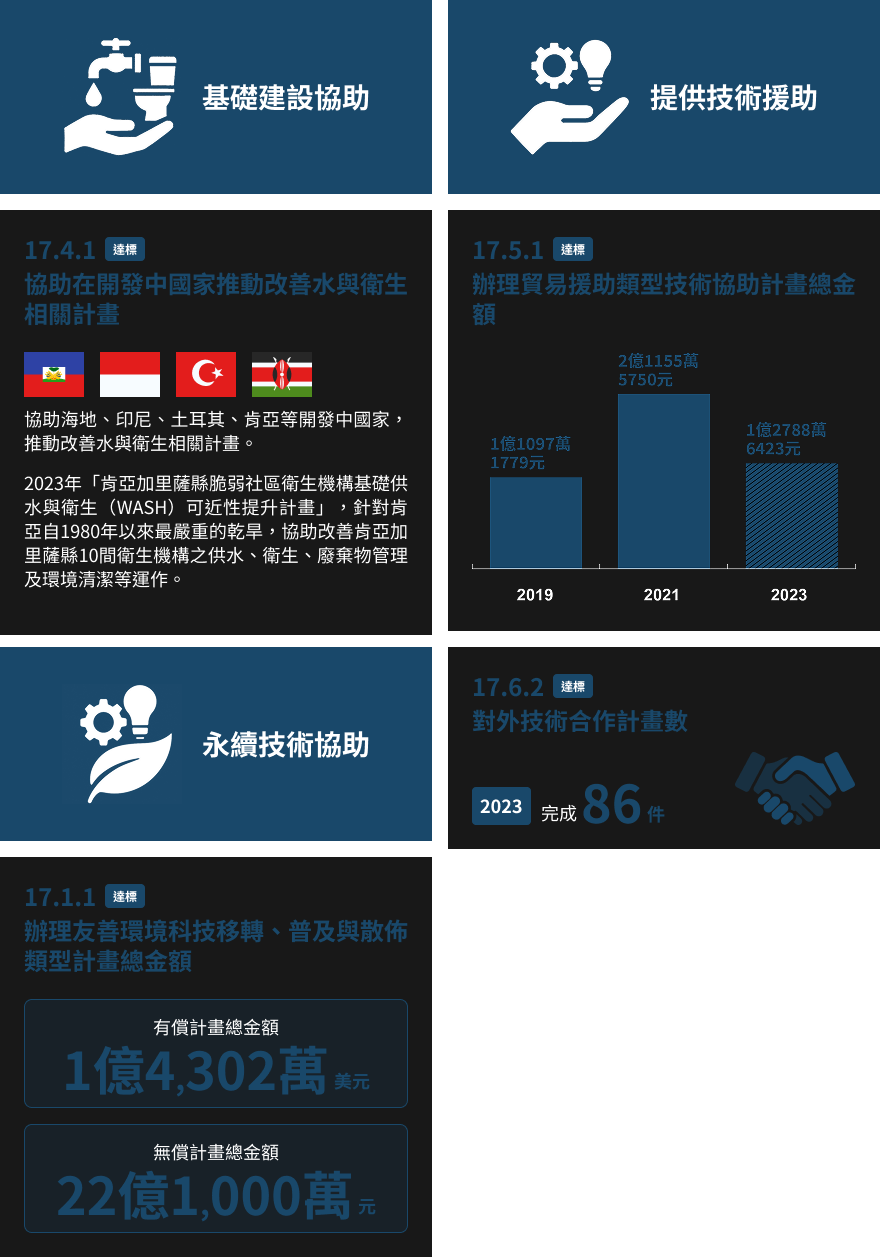 基礎建設協助
17.4.1 達標
協助在開發中國家推動改善水與衛生
相關計畫
協助海地、印尼、土耳其、肯亞等開發中國家，
推動改善水與衛生相關計畫。
2023年「肯亞加里薩縣脆弱社區衛生機構基礎供
水與衛生（WASH）可近性提升計畫」，針對肯
亞自1980年以來最嚴重的乾旱，協助改善肯亞加
里薩縣10間衛生機構之供水、衛生、廢棄物管理
及環境清潔等運作。
提供技術援助
17.5.1 達標
辦理貿易援助類型技術協助計畫總金
額
1億1097萬
1779元
2億1155萬
5750元
1億2788萬
6423元
2019
2021
2023
永續技術協助
17.1.1 達標
辦理友善環境科技移轉、普及與散佈
類型計畫總金額
有償計畫總金額
1億4,302萬 美元
無償計畫總金額
22億1,000萬 元
17.6.2 達標
對外技術合作計畫數
2023 完成 86 件